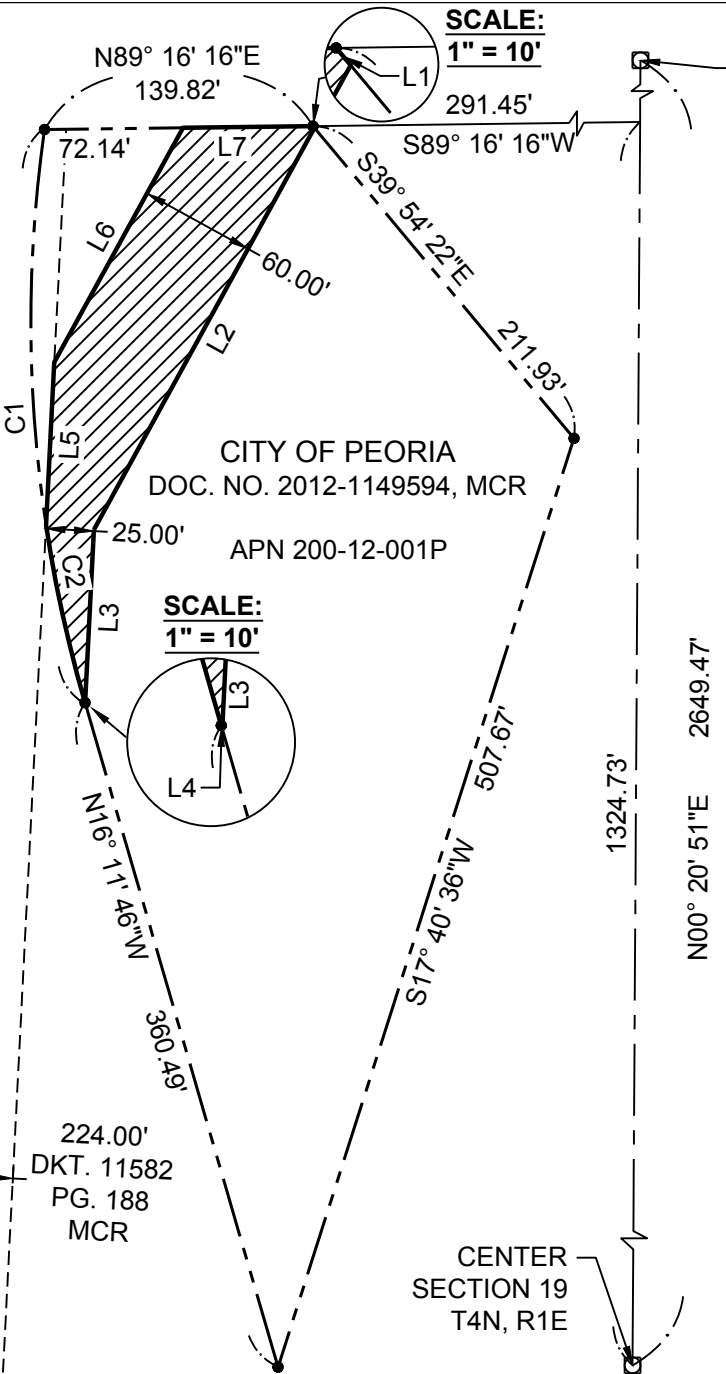 SCALE:
1" = 10'
N89° 16' 16"E
139.82'
L1
291.45'
S89° 16' 16"W
72.14'
L7
S39° 54' 22"E
211.93'
L6
60.00'
L2
C1
L5
CITY OF PEORIA
DOC. NO. 2012-1149594, MCR
APN 200-12-001P
25.00'
C2
L3
SCALE:
1" = 10'
L3
L4
N16° 11' 46"W
360.49'
507.67'
S17° 40' 36"W
1324.73'
N00° 20' 51"E 2649.47'
224.00'
DKT. 11582
PG. 188
MCR
CENTER
SECTION 19
T4N, R1E